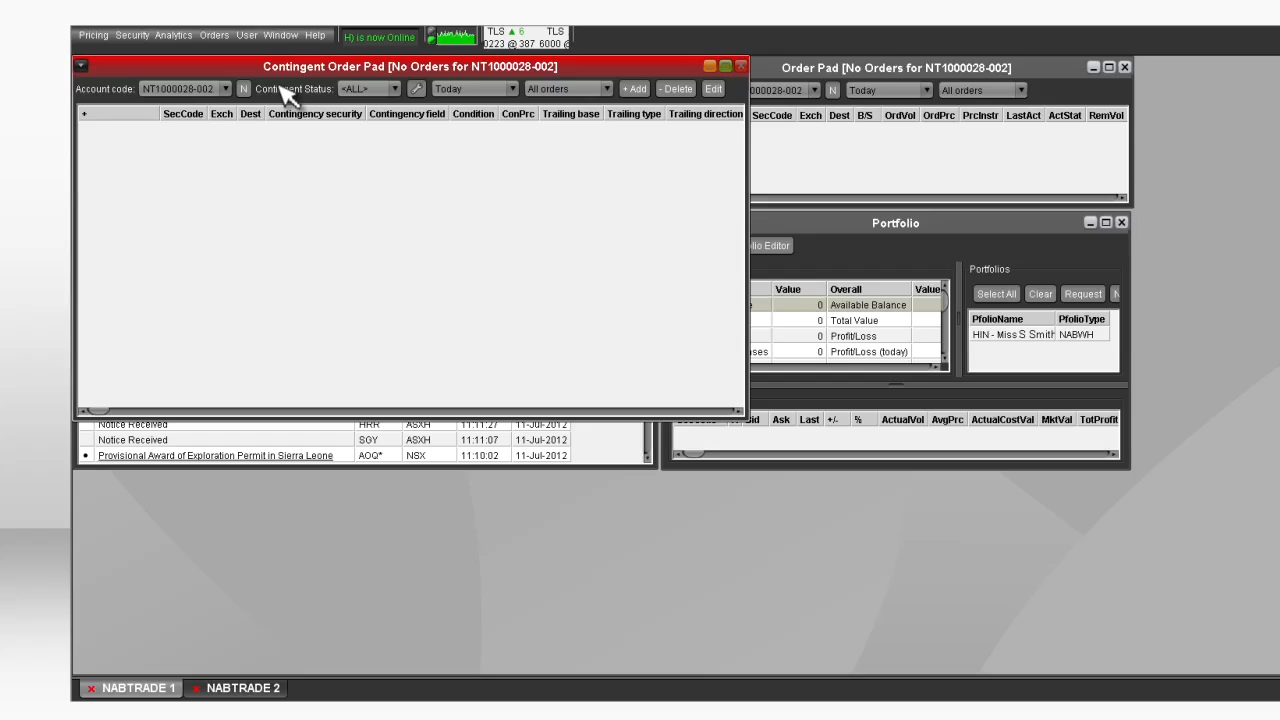 Pricing Security Analytics Orders User Window Help H) is now Online TLS ▲ 6 TLS
0223 @ 387 6000 @
Contingent Order Pad [No Orders for NT1000028-002]
Account code: NT1000028-002 N Contingent Status: <ALL> Today All orders + Add - Delete Edit
+ SecCode Exch Dest Contingency security Contingency field Condition ConPrc Trailing base Trailing type Trailing direction
Order Pad [No Orders for NT1000028-002]
000028-002 N Today All orders
SecCode Exch Dest B/S OrdVol OrdPrc PrcInstr LastAct ActStat RemVol
Portfolio
lio Editor
Portfolios
Select All Clear Request N
Value Overall Value
e 0 Available Balance
0 Total Value
0 Profit/Loss
ses 0 Profit/Loss (today)
PfolioName PfolioType
HIN - Miss S Smith NABWH
Bid Ask Last +/- % ActualVol AvgPrc ActualCostVal MktVal TotProfit
Notice Received HRR ASXH 11:11:27 11-Jul-2012
Notice Received SGY ASXH 11:11:07 11-Jul-2012
• Provisional Award of Exploration Permit in Sierra Leone AOQ* NSX 11:10:02 11-Jul-2012
NABTRADE 1 NABTRADE 2